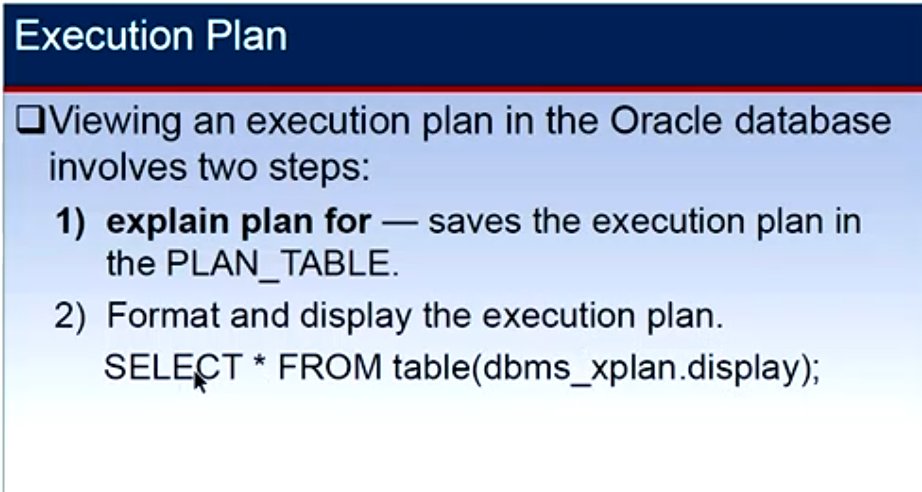 Execution Plan
❑Viewing an execution plan in the Oracle database
involves two steps:
1) explain plan for — saves the execution plan in
the PLAN_TABLE.
2) Format and display the execution plan.
SELECT * FROM table(dbms_xplan.display);